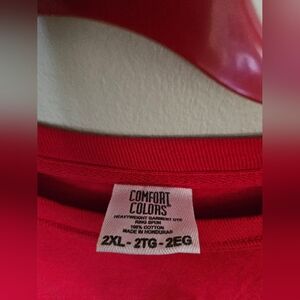 COMFORT
COLORS®
HEAVYWEIGHT GARMENT DYE
RING SPUN
100% COTTON
MADE IN HONDURAS
2XL - 2TG - 2EG